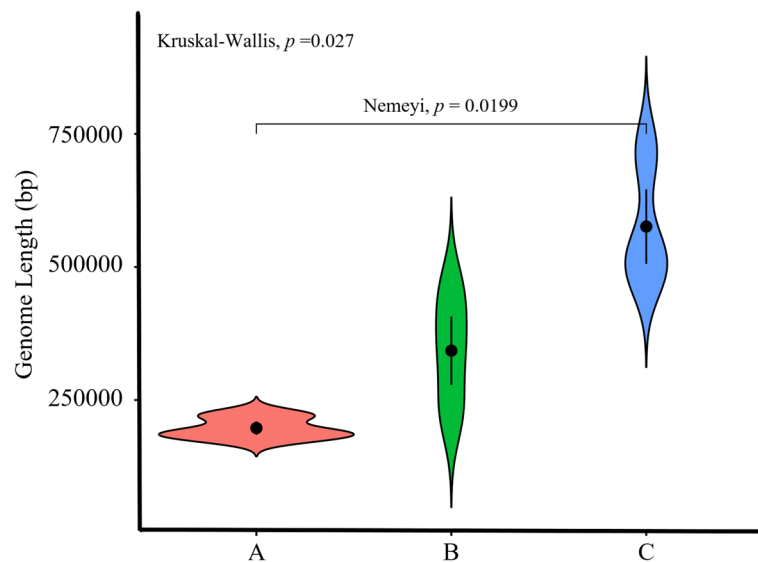 Kruskal-Wallis, p =0.027
Nemeyi, p = 0.0199
750000
500000
250000
Genome Length (bp)
A
B
C